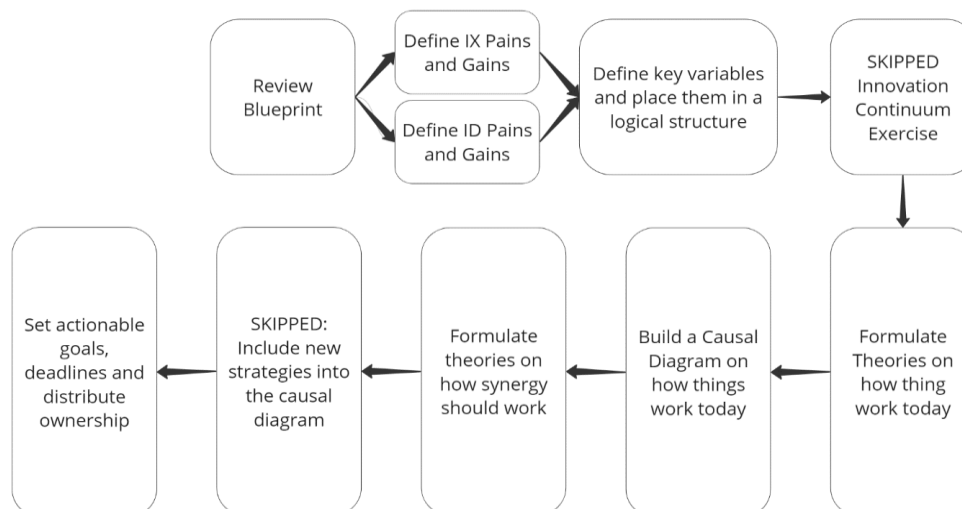 Review
Blueprint
Define IX Pains
and Gains
Define ID Pains
and Gains
Define key variables
and place them in a
logical structure
SKIPPED
Innovation
Continuum
Exercise
Formulate
Theories on
how thing
work today
Build a Causal
Diagram on
how things
work today
Formulate
theories on
how synergy
should work
SKIPPED:
Include new
strategies into
the causal
diagram
Set actionable
goals,
deadlines and
distribute
ownership